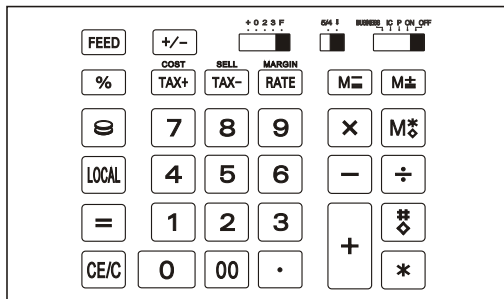 + 0 2 3 F 5/4 BUSINESS IC P ON OFF
FEED +/−
COST SELL MARGIN
% TAX+ TAX− RATE M= M±
7 8 9 × M*◇
LOCAL 4 5 6 − ÷
= 1 2 3 + #◇
CE/C 0 00 · *